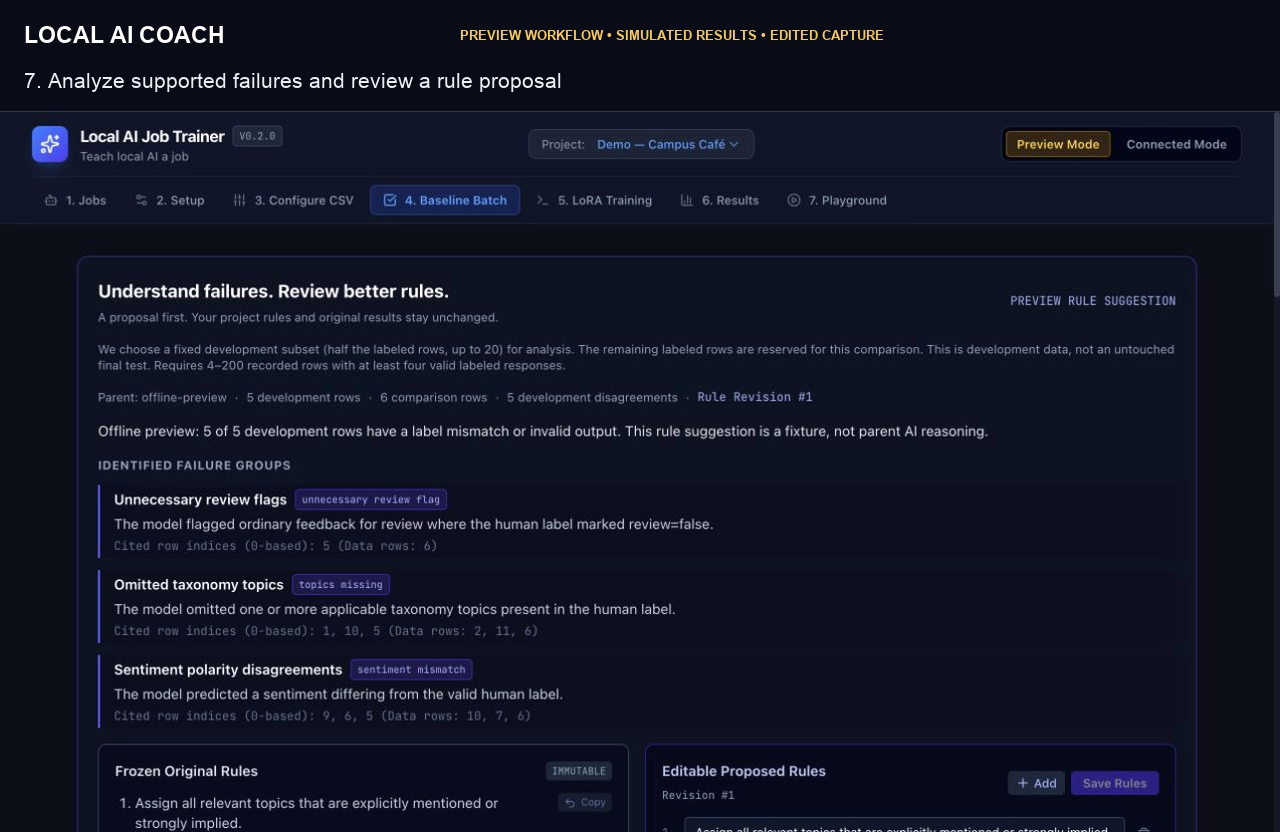 LOCAL AI COACH
PREVIEW WORKFLOW • SIMULATED RESULTS • EDITED CAPTURE
7. Analyze supported failures and review a rule proposal
Local AI Job Trainer V0.2.0
Teach local AI a job
Project: Demo — Campus Café
Preview Mode Connected Mode
1. Jobs 2. Setup 3. Configure CSV 4. Baseline Batch 5. LoRA Training 6. Results 7. Playground
Understand failures. Review better rules.
A proposal first. Your project rules and original results stay unchanged.
PREVIEW RULE SUGGESTION
We choose a fixed development subset (half the labeled rows, up to 20) for analysis. The remaining labeled rows are reserved for this comparison. This is development data, not an untouched
final test. Requires 4–200 recorded rows with at least four valid labeled responses.
Parent: offline-preview · 5 development rows · 6 comparison rows · 5 development disagreements · Rule Revision #1
Offline preview: 5 of 5 development rows have a label mismatch or invalid output. This rule suggestion is a fixture, not parent AI reasoning.
IDENTIFIED FAILURE GROUPS
Unnecessary review flags unnecessary review flag
The model flagged ordinary feedback for review where the human label marked review=false.
Cited row indices (0-based): 5 (Data rows: 6)
Omitted taxonomy topics topics missing
The model omitted one or more applicable taxonomy topics present in the human label.
Cited row indices (0-based): 1, 10, 5 (Data rows: 2, 11, 6)
Sentiment polarity disagreements sentiment mismatch
The model predicted a sentiment differing from the valid human label.
Cited row indices (0-based): 9, 6, 5 (Data rows: 10, 7, 6)
Frozen Original Rules IMMUTABLE
1. Assign all relevant topics that are explicitly mentioned or
strongly implied.
Copy
Editable Proposed Rules
Revision #1
Add Save Rules
1. Assign all relevant topics that are explicitly mentioned or strongly implied.